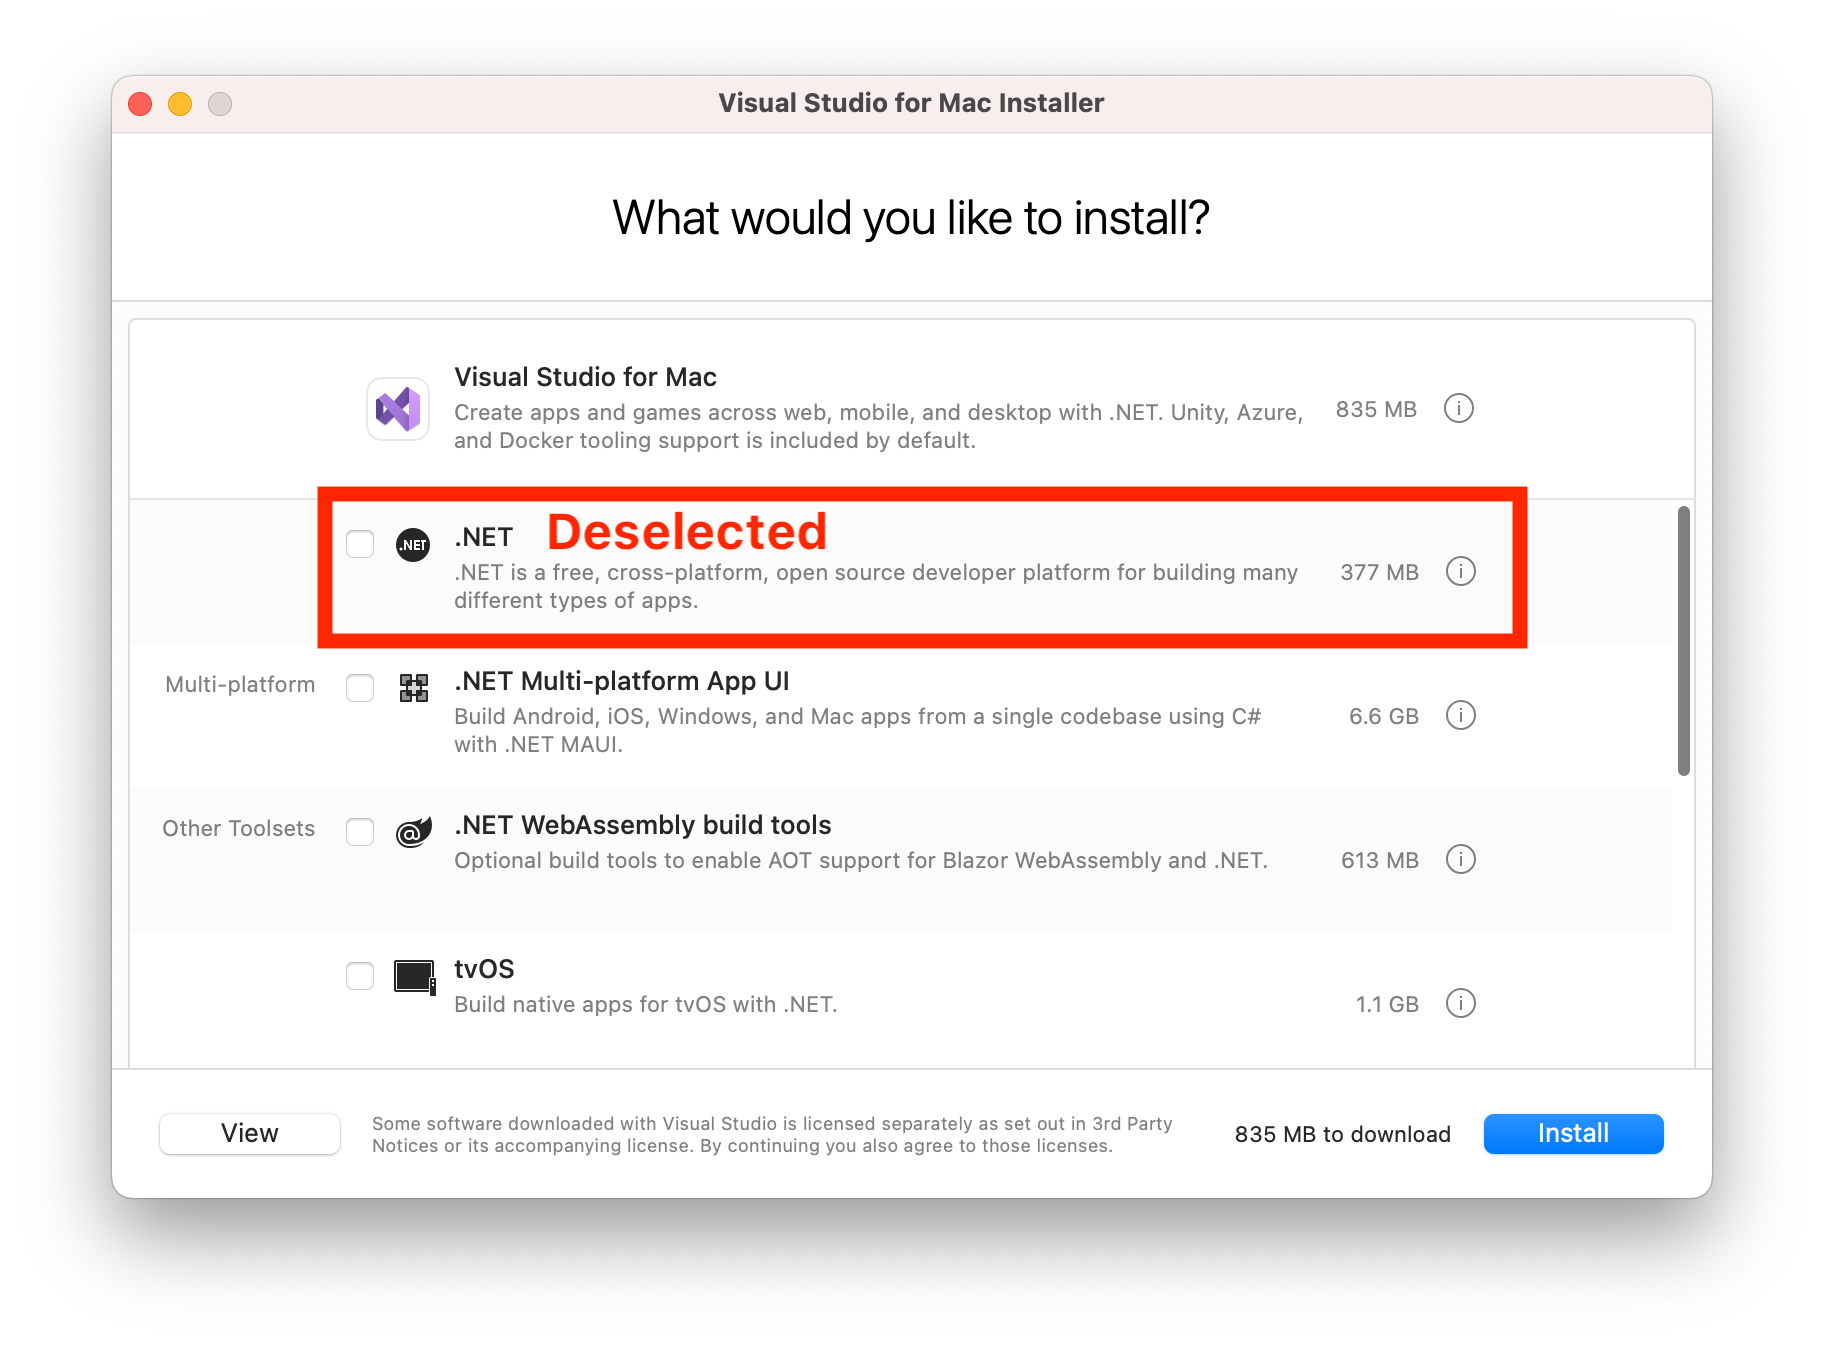 Visual Studio for Mac Installer
What would you like to install?
Visual Studio for Mac
Create apps and games across web, mobile, and desktop with .NET. Unity, Azure,
and Docker tooling support is included by default.
835 MB
.NET
Deselected
.NET
.NET is a free, cross-platform, open source developer platform for building many
different types of apps.
377 MB
Multi-platform
.NET Multi-platform App UI
Build Android, iOS, Windows, and Mac apps from a single codebase using C#
with .NET MAUI.
6.6 GB
Other Toolsets
.NET WebAssembly build tools
Optional build tools to enable AOT support for Blazor WebAssembly and .NET.
613 MB
tvOS
Build native apps for tvOS with .NET.
1.1 GB
View
Some software downloaded with Visual Studio is licensed separately as set out in 3rd Party
Notices or its accompanying license. By continuing you also agree to those licenses.
835 MB to download
Install